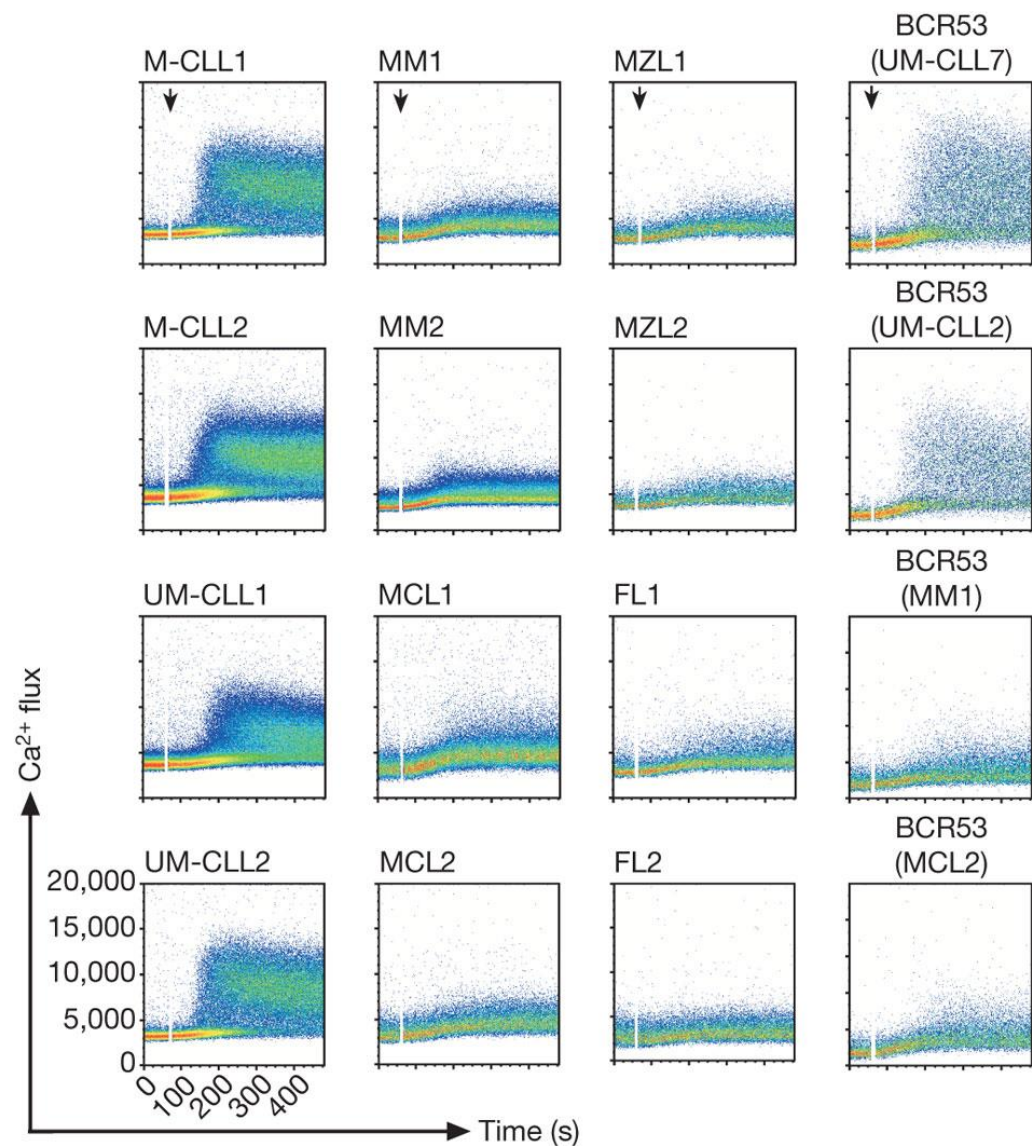 M-CLL1
MM1
MZL1
BCR53
(UM-CLL7)
M-CLL2
MM2
MZL2
BCR53
(UM-CLL2)
UM-CLL1
MCL1
FL1
BCR53
(MM1)
UM-CLL2
MCL2
FL2
BCR53
(MCL2)
Ca²⁺ flux
20,000
15,000
10,000
5,000
0
0
100
200
300
400
Time (s)